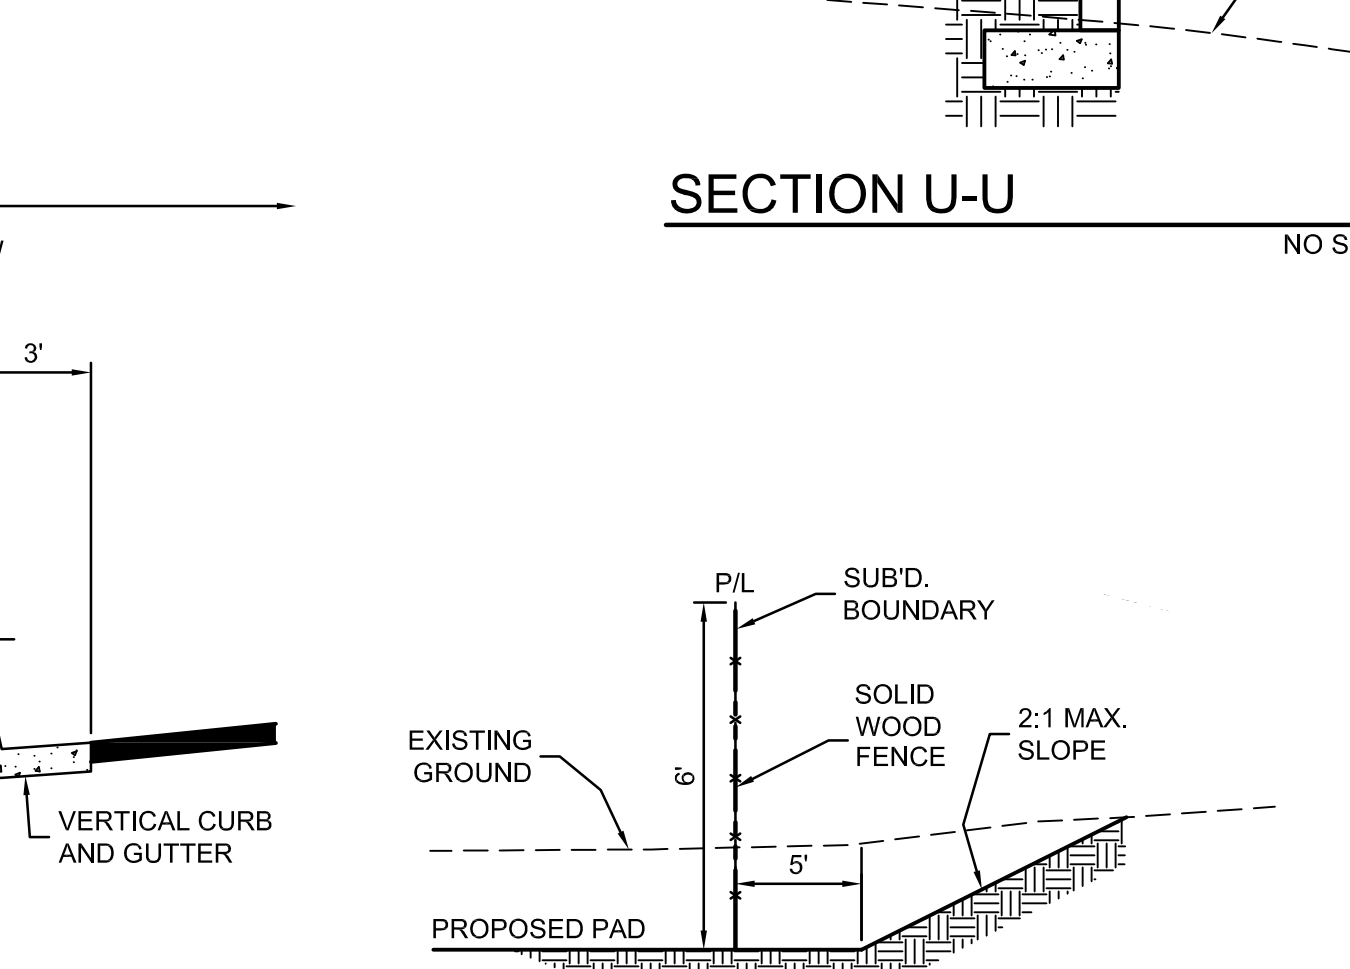 SECTION U-U
NO S
3'
P/L
SUB'D.
BOUNDARY
SOLID
WOOD
FENCE
2:1 MAX.
SLOPE
EXISTING
GROUND
6'
5'
VERTICAL CURB
AND GUTTER
PROPOSED PAD